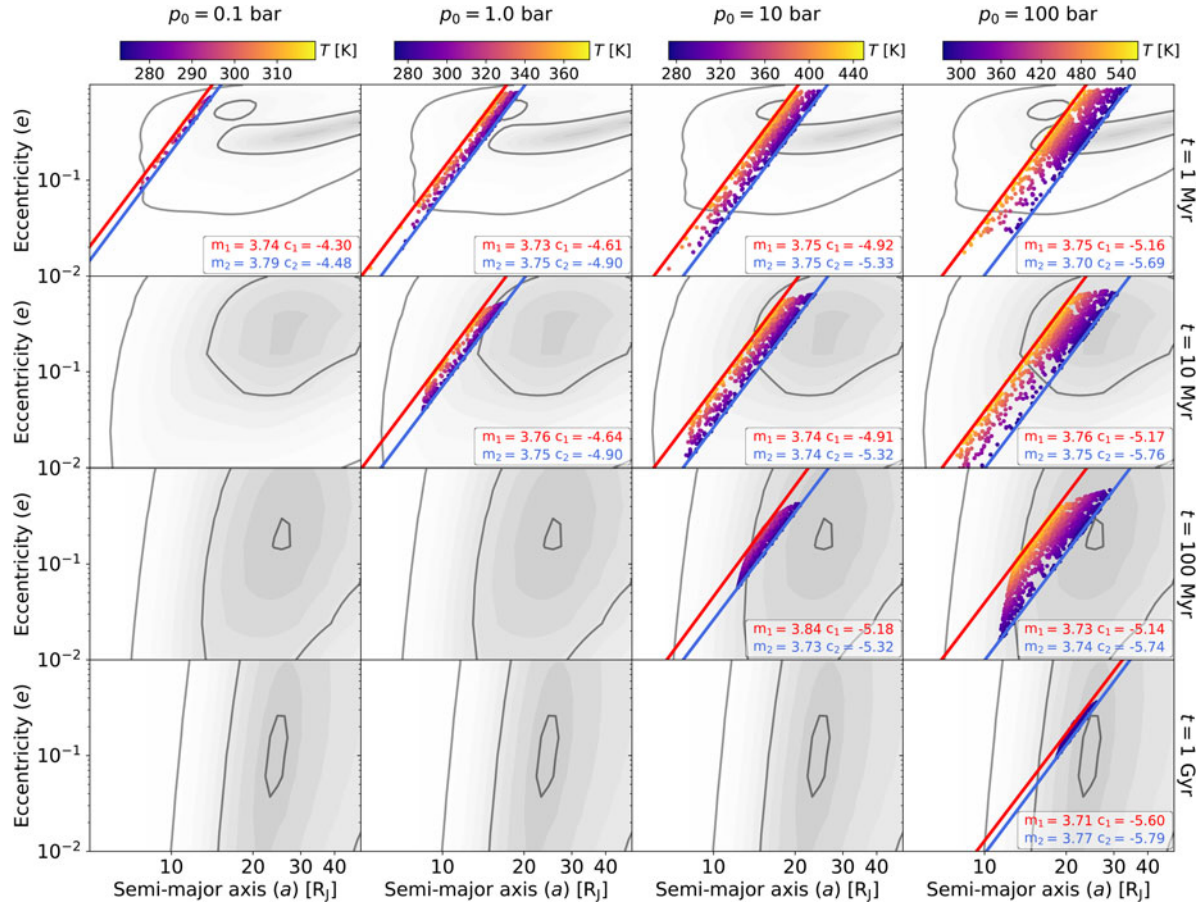 p₀ = 0.1 bar p₀ = 1.0 bar p₀ = 10 bar p₀ = 100 bar
T [K] T [K] T [K] T [K]
280 290 300 310 280 300 320 340 360 280 320 360 400 440 300 360 420 480 540
Eccentricity (e)
10⁻¹
10⁻²
m₁ = 3.74 c₁ = -4.30
m₂ = 3.79 c₂ = -4.48
m₁ = 3.73 c₁ = -4.61
m₂ = 3.75 c₂ = -4.90
m₁ = 3.75 c₁ = -4.92
m₂ = 3.75 c₂ = -5.33
m₁ = 3.75 c₁ = -5.16
m₂ = 3.70 c₂ = -5.69
t = 1 Myr
Eccentricity (e)
10⁻¹
10⁻²
m₁ = 3.76 c₁ = -4.64
m₂ = 3.75 c₂ = -4.90
m₁ = 3.74 c₁ = -4.91
m₂ = 3.74 c₂ = -5.32
m₁ = 3.76 c₁ = -5.17
m₂ = 3.75 c₂ = -5.76
t = 10 Myr
Eccentricity (e)
10⁻¹
10⁻²
m₁ = 3.84 c₁ = -5.18
m₂ = 3.73 c₂ = -5.32
m₁ = 3.73 c₁ = -5.14
m₂ = 3.74 c₂ = -5.74
t = 100 Myr
Eccentricity (e)
10⁻¹
10⁻²
m₁ = 3.71 c₁ = -5.60
m₂ = 3.77 c₂ = -5.79
t = 1 Gyr
10 20 30 40 10 20 30 40 10 20 30 40 10 20 30 40
Semi-major axis (a) [R_J] Semi-major axis (a) [R_J] Semi-major axis (a) [R_J] Semi-major axis (a) [R_J]